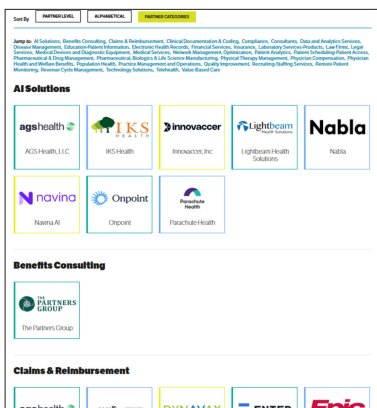 Sort By PARTNER LEVEL ALPHABETICAL PARTNER CATEGORIES
Jump to: AI Solutions, Benefits Consulting, Claims & Reimbursement, Clinical Documentation & Coding, Compliance, Consultants, Data and Analytics Services,
Disease Management, Education-Patient Information, Electronic Health Records, Financial Services, Insurance, Laboratory Services-Products, Law Firms, Legal
Services, Medical Devices and Diagnostic Equipment, Medical Services, Network Management, Optimization, Patient Analytics, Patient Scheduling-Patient Access,
Pharmaceutical & Drug Management, Pharmaceutical, Biologics & Life Science Manufacturing, Physical Therapy Management, Physician Compensation, Physician
Health and Welfare Benefits, Population Health, Practice Management and Operations, Quality Improvement, Recruiting-Staffing Services, Remote Patient
Monitoring, Revenue Cycle Management, Technology Solutions, Telehealth, Value-Based Care
AI Solutions
agshealth
IKS
HEALTH
innovaccer
Lightbeam
Health Solutions
Nabla
AGS Health, LLC
IKS Health
Innovaccer, Inc
Lightbeam Health
Solutions
Nabla
navina
Onpoint
Parachute
Health
Navina AI
Onpoint
Parachute Health
Benefits Consulting
THE
PARTNERS
GROUP
The Partners Group
Claims & Reimbursement
agshealth
DYNAVAX
ENTER
Epic